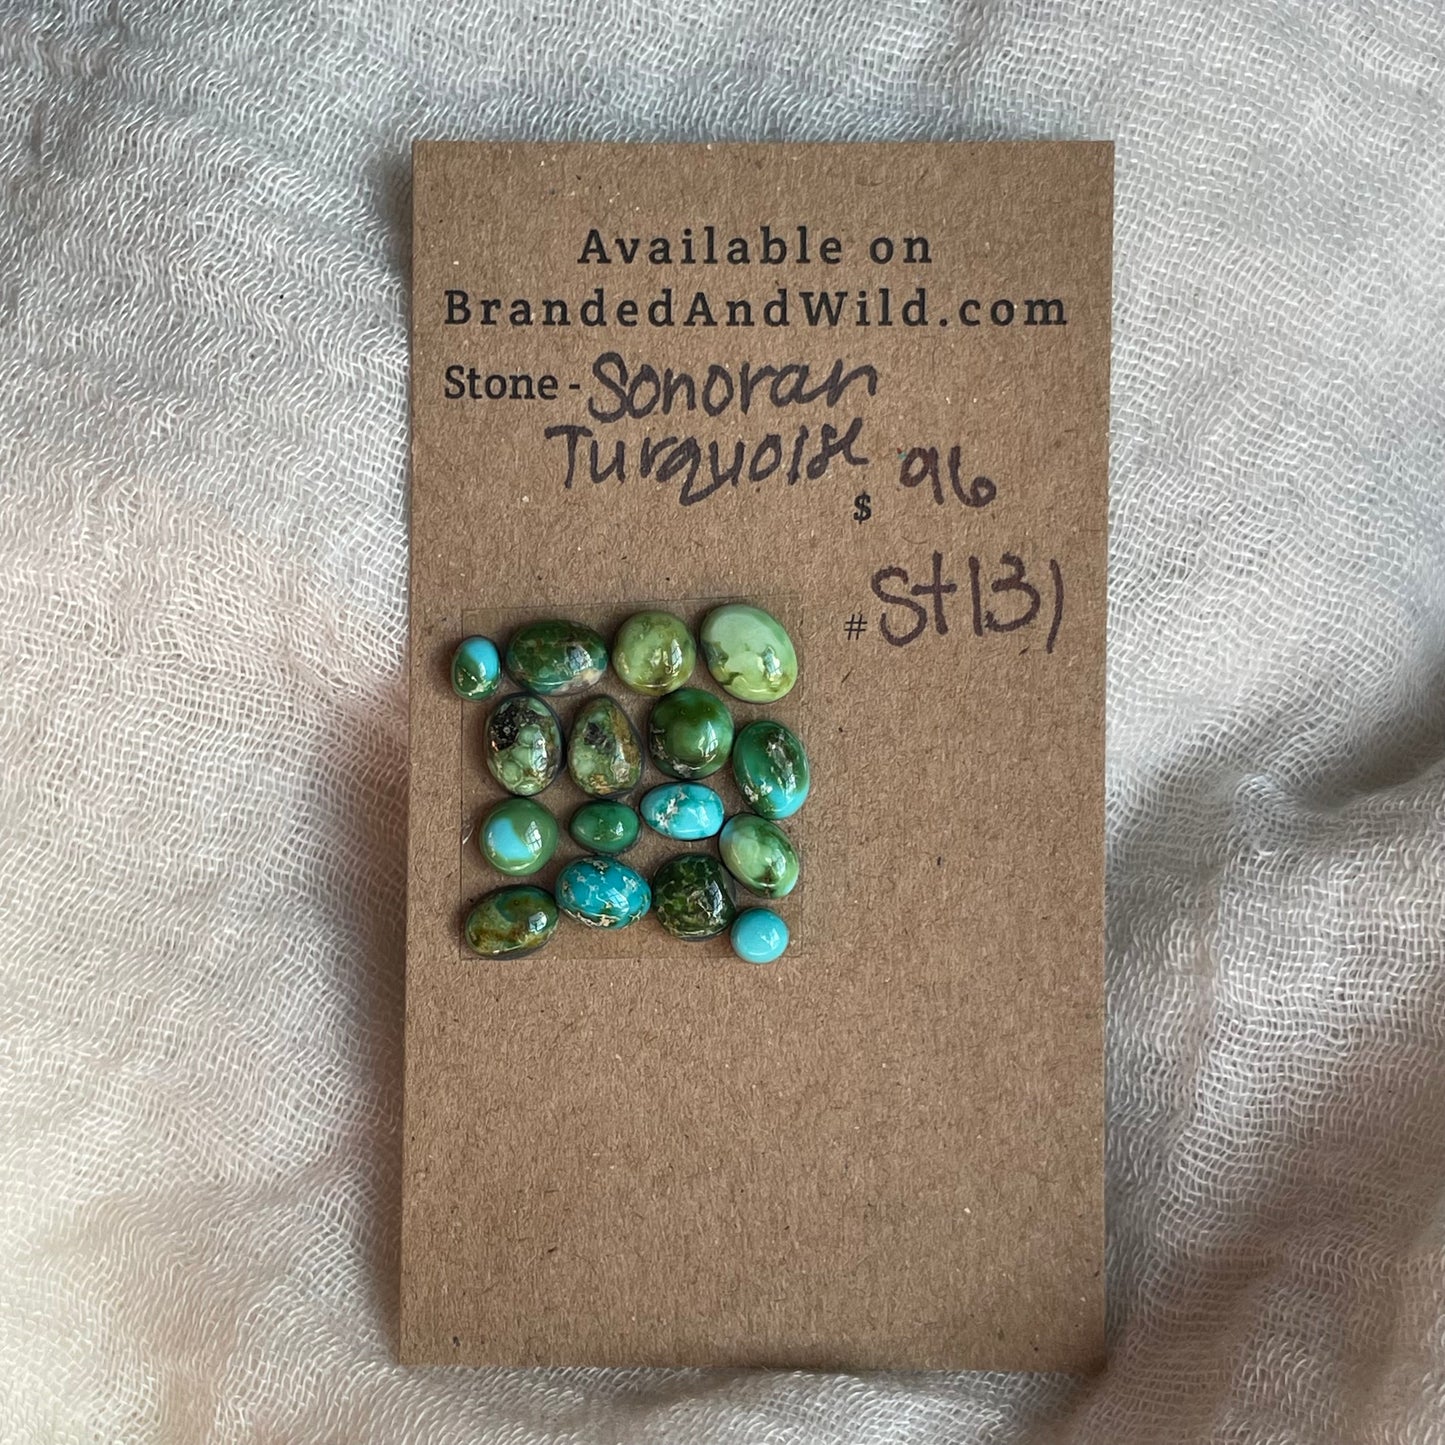 Available on
BrandedAndWild.com
Stone - Sonoran
Turquoise
$ 96
# St131